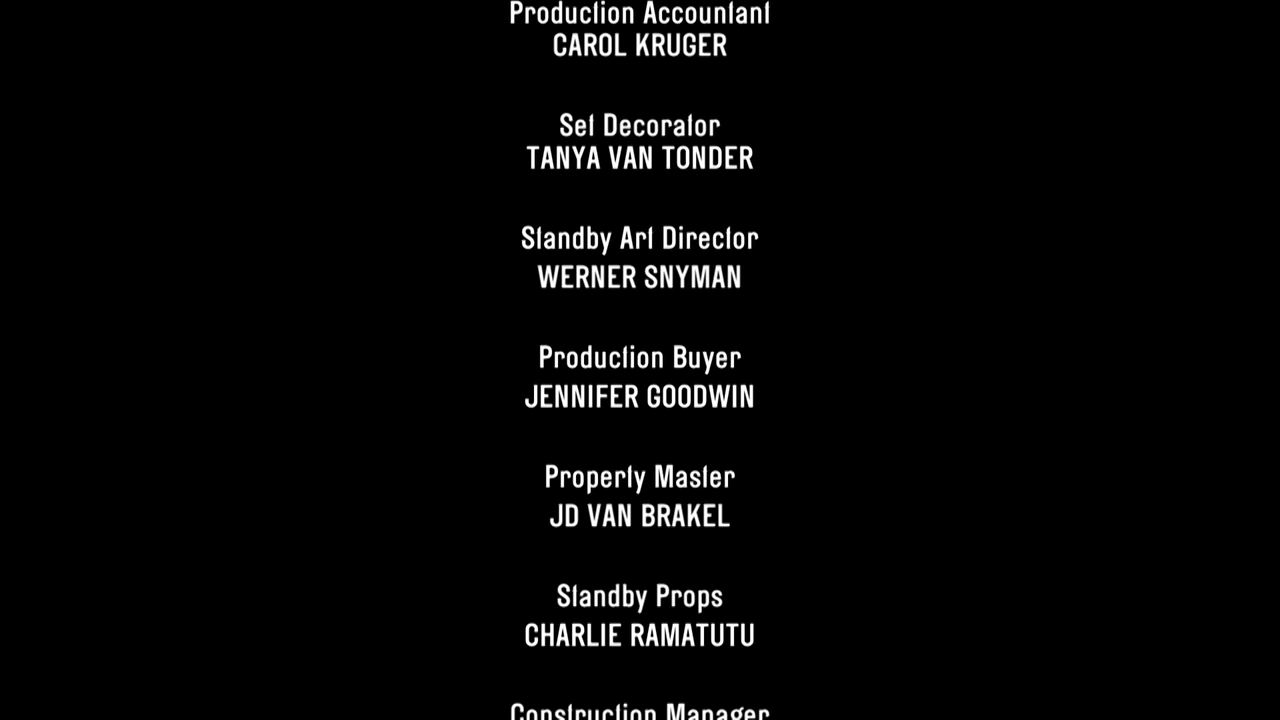 Production Accountant
CAROL KRUGER
Set Decorator
TANYA VAN TONDER
Standby Art Director
WERNER SNYMAN
Production Buyer
JENNIFER GOODWIN
Property Master
JD VAN BRAKEL
Standby Props
CHARLIE RAMATUTU
Construction Manager